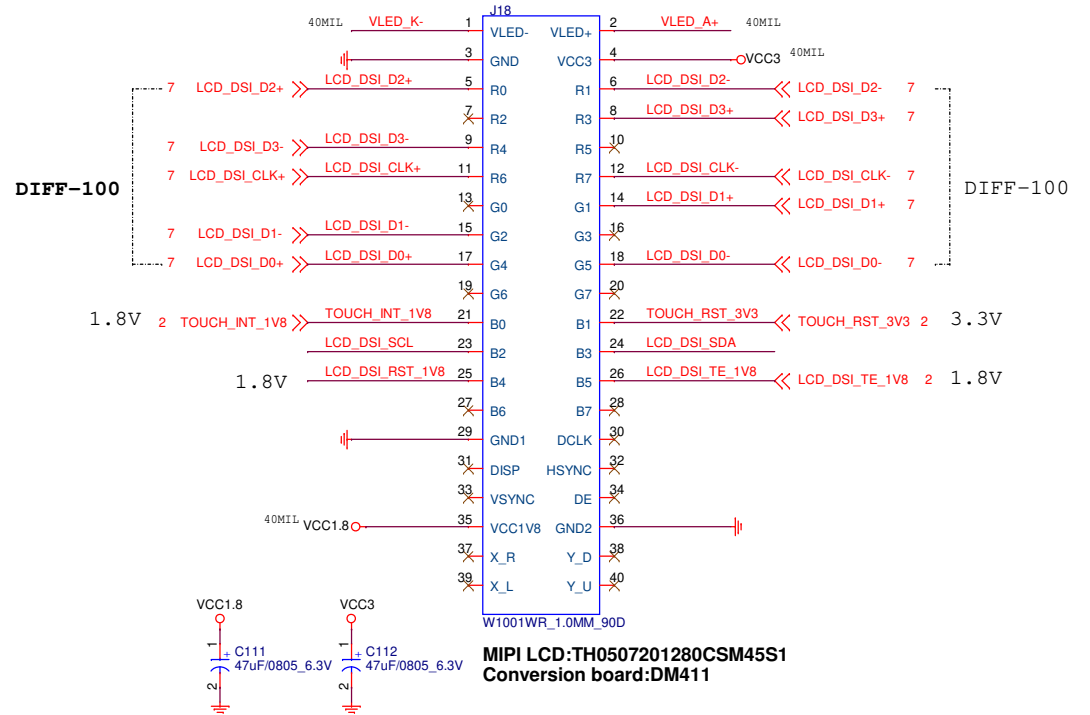 J18
40MIL VLED_K- 1 VLED- VLED+ 2 VLED_A+ 40MIL
3 GND VCC3 4 VCC3 40MIL
7 LCD_DSI_D2+ LCD_DSI_D2+ 5 R0 R1 6 LCD_DSI_D2- LCD_DSI_D2- 7
7 R2 R3 8 LCD_DSI_D3+ LCD_DSI_D3+ 7
7 LCD_DSI_D3- LCD_DSI_D3- 9 R4 R5 10
7 LCD_DSI_CLK+ LCD_DSI_CLK+ 11 R6 R7 12 LCD_DSI_CLK- LCD_DSI_CLK- 7
DIFF-100 DIFF-100
13 G0 G1 14 LCD_DSI_D1+ LCD_DSI_D1+ 7
7 LCD_DSI_D1- LCD_DSI_D1- 15 G2 G3 16
7 LCD_DSI_D0+ LCD_DSI_D0+ 17 G4 G5 18 LCD_DSI_D0- LCD_DSI_D0- 7
19 G6 G7 20
1.8V 2 TOUCH_INT_1V8 TOUCH_INT_1V8 21 B0 B1 22 TOUCH_RST_3V3 TOUCH_RST_3V3 2 3.3V
LCD_DSI_SCL 23 B2 B3 24 LCD_DSI_SDA
1.8V LCD_DSI_RST_1V8 25 B4 B5 26 LCD_DSI_TE_1V8 LCD_DSI_TE_1V8 2 1.8V
27 B6 B7 28
29 GND1 DCLK 30
31 DISP HSYNC 32
33 VSYNC DE 34
40MIL VCC1.8 35 VCC1V8 GND2 36
37 X_R Y_D 38
39 X_L Y_U 40
W1001WR_1.0MM_90D
VCC1.8 VCC3
1 + C111 1 + C112
47uF/0805_6.3V 47uF/0805_6.3V
2 2
MIPI LCD:TH0507201280CSM45S1
Conversion board:DM411